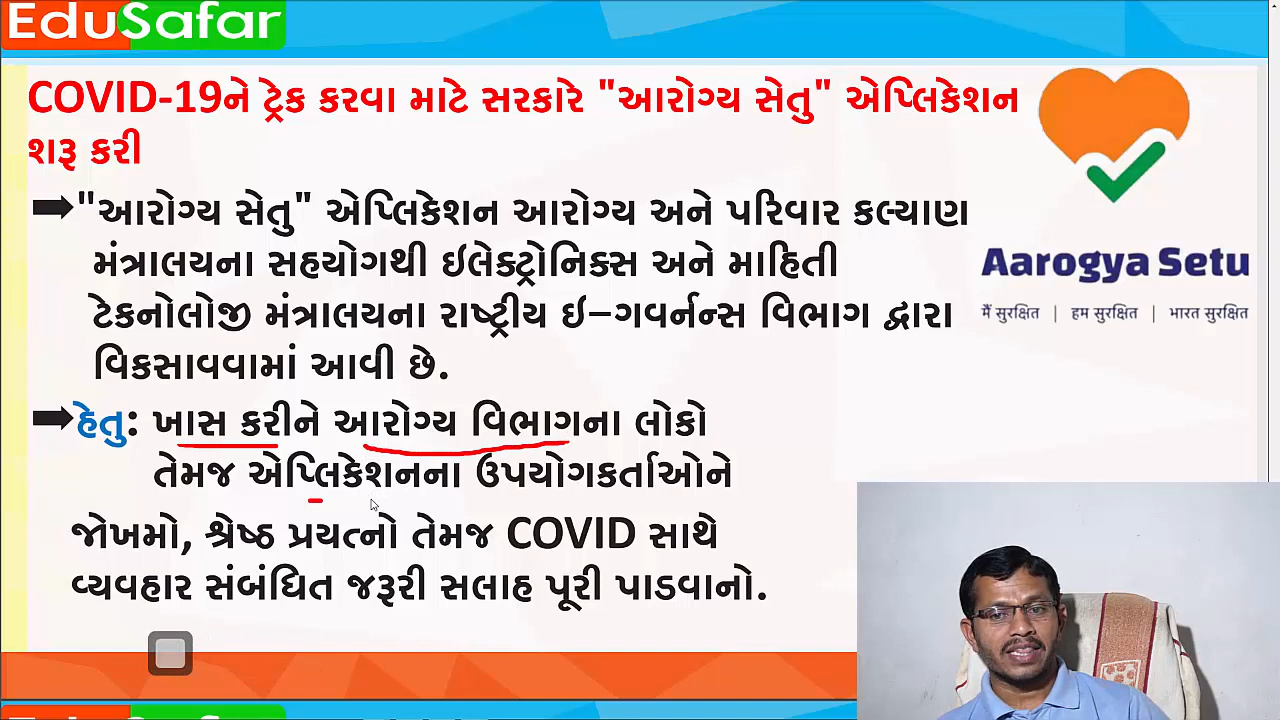 EduSafar
COVID-19ને ટ્રેક કરવા માટે સરકારે "આરોગ્ય સેતુ" એપ્લિકેશન
શરૂ કરી
"આરોગ્ય સેતુ" એપ્લિકેશન આરોગ્ય અને પરિવાર કલ્યાણ
મંત્રાલયના સહયોગથી ઇલેક્ટ્રોનિક્સ અને માહિતી
ટેકનોલોજી મંત્રાલયના રાષ્ટ્રીય ઇ–ગવર્નન્સ વિભાગ દ્વારા
વિકસાવવામાં આવી છે.
Aarogya Setu
मैं सुरक्षित | हम सुरक्षित | भारत सुरक्षित
હેતુ: ખાસ કરીને આરોગ્ય વિભાગના લોકો
તેમજ એપ્લિકેશનના ઉપયોગકર્તાઓને
જોખમો, શ્રેષ્ઠ પ્રયત્નો તેમજ COVID સાથે
વ્યવહાર સંબંધિત જરૂરી સલાહ પૂરી પાડવાનો.
EduSafar